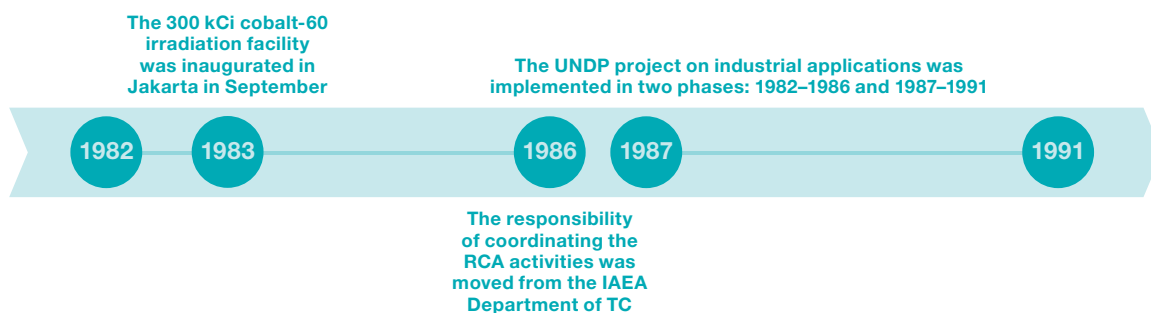 The 300 kCi cobalt-60
irradiation facility
was inaugurated in
Jakarta in September
The UNDP project on industrial applications was
implemented in two phases: 1982–1986 and 1987–1991
1982
1983
1986
1987
1991
The responsibility
of coordinating the
RCA activities was
moved from the IAEA
Department of TC